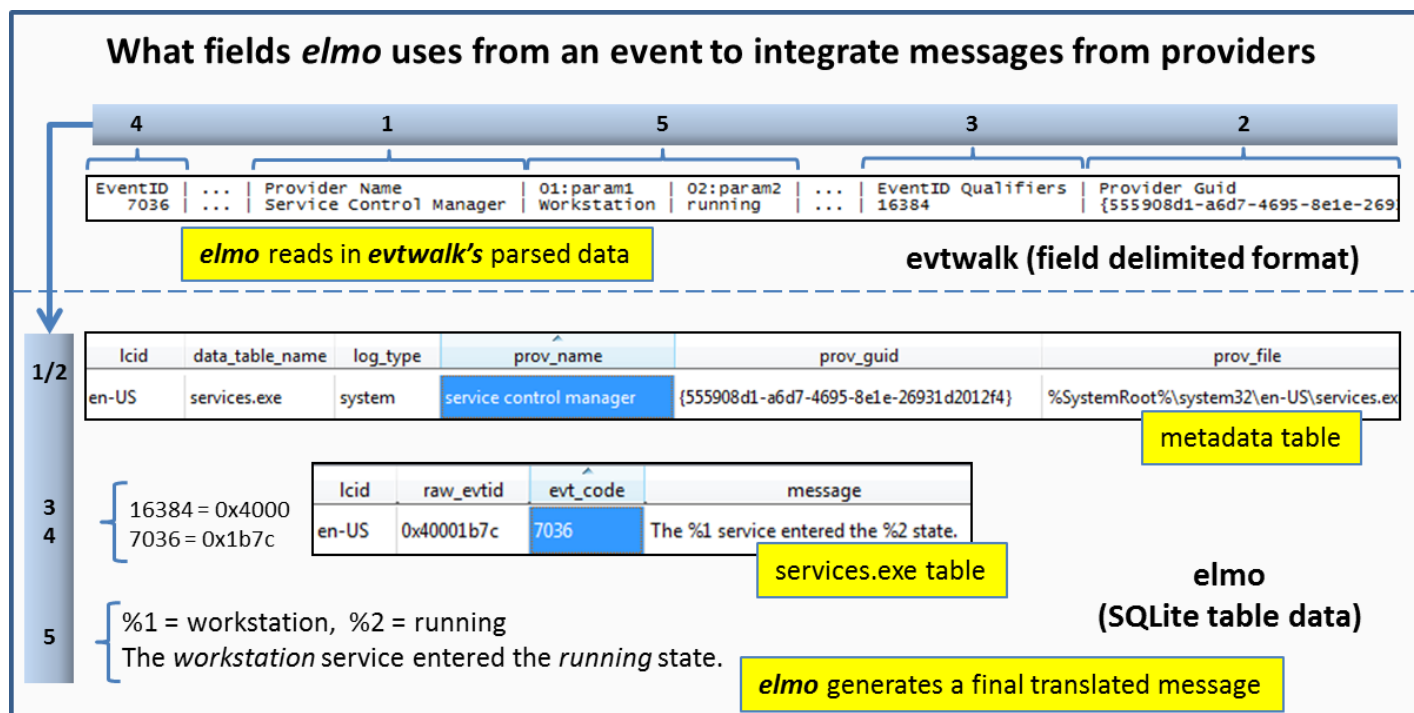 What fields elmo uses from an event to integrate messages from providers
4 1 5 3 2
EventID | ... | Provider Name | 01:param1 | 02:param2 | ... | EventID Qualifiers | Provider Guid
7036 | ... | Service Control Manager | Workstation | running | ... | 16384 | {555908d1-a6d7-4695-8e1e-269
elmo reads in evtwalk's parsed data
evtwalk (field delimited format)
1/2
lcid data_table_name log_type prov_name prov_guid prov_file
en-US services.exe system service control manager {555908d1-a6d7-4695-8e1e-26931d2012f4} %SystemRoot%\system32\en-US\services.ex
metadata table
3
4
16384 = 0x4000
7036 = 0x1b7c
lcid raw_evtid evt_code message
en-US 0x40001b7c 7036 The %1 service entered the %2 state.
services.exe table
elmo
(SQLite table data)
5
%1 = workstation, %2 = running
The workstation service entered the running state.
elmo generates a final translated message